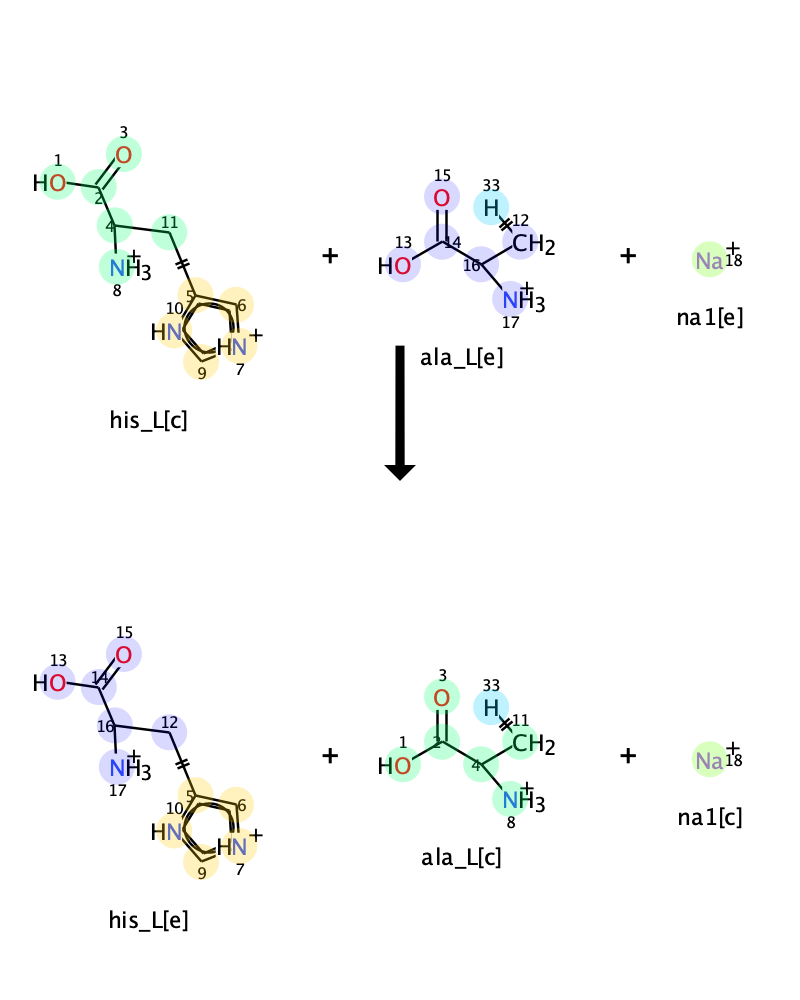 3
1
HO
O
2
4
11
NH3+
8
5
10
6
HN
HN+
9
7
his_L[c]
+
15
O
33
H
12
CH2
13
14
HO
16
NH3+
17
ala_L[e]
+
Na+
18
na1[e]
15
13
HO
O
14
16
12
NH3+
17
5
10
6
HN
HN+
9
7
his_L[e]
+
3
O
33
H
11
CH2
1
2
HO
4
NH3+
8
ala_L[c]
+
Na+
18
na1[c]